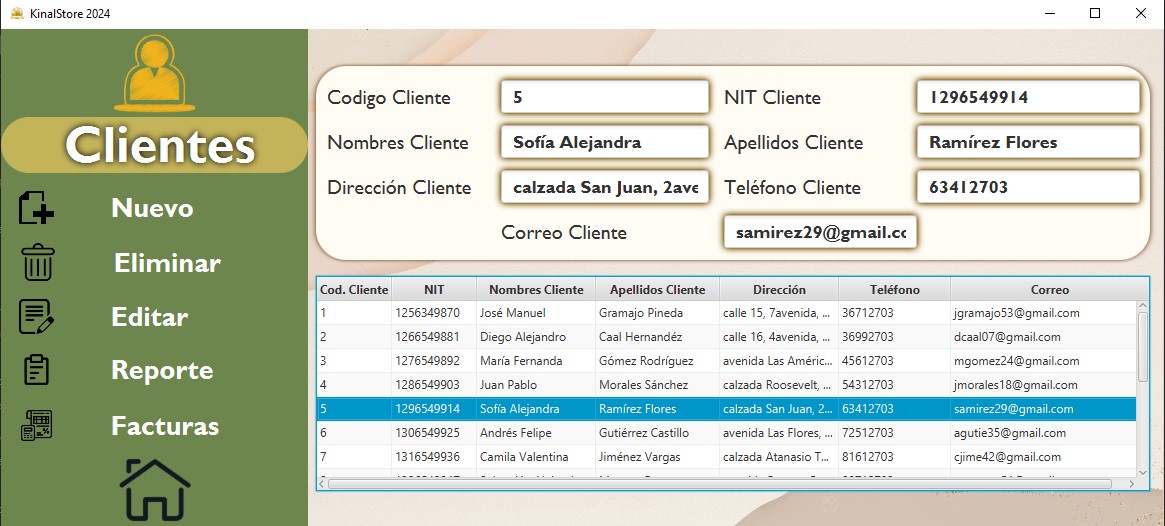 KinalStore 2024
Clientes
Nuevo
Eliminar
Editar
Reporte
Facturas
Codigo Cliente 5 NIT Cliente 1296549914
Nombres Cliente Sofía Alejandra Apellidos Cliente Ramírez Flores
Dirección Cliente calzada San Juan, 2ave Teléfono Cliente 63412703
Correo Cliente samirez29@gmail.cc
Cod. Cliente NIT Nombres Cliente Apellidos Cliente Dirección Teléfono Correo
1 1256349870 José Manuel Gramajo Pineda calle 15, 7avenida, ... 36712703 jgramajo53@gmail.com
2 1266549881 Diego Alejandro Caal Hernandéz calle 16, 4avenida, ... 36992703 dcaal07@gmail.com
3 1276549892 María Fernanda Gómez Rodríguez avenida Las Améric... 45612703 mgomez24@gmail.com
4 1286549903 Juan Pablo Morales Sánchez calzada Roosevelt, ... 54312703 jmorales18@gmail.com
5 1296549914 Sofía Alejandra Ramírez Flores calzada San Juan, 2... 63412703 samirez29@gmail.com
6 1306549925 Andrés Felipe Gutiérrez Castillo avenida Las Flores, ... 72512703 agutie35@gmail.com
7 1316549936 Camila Valentina Jiménez Vargas calzada Atanasio T... 81612703 cjime42@gmail.com